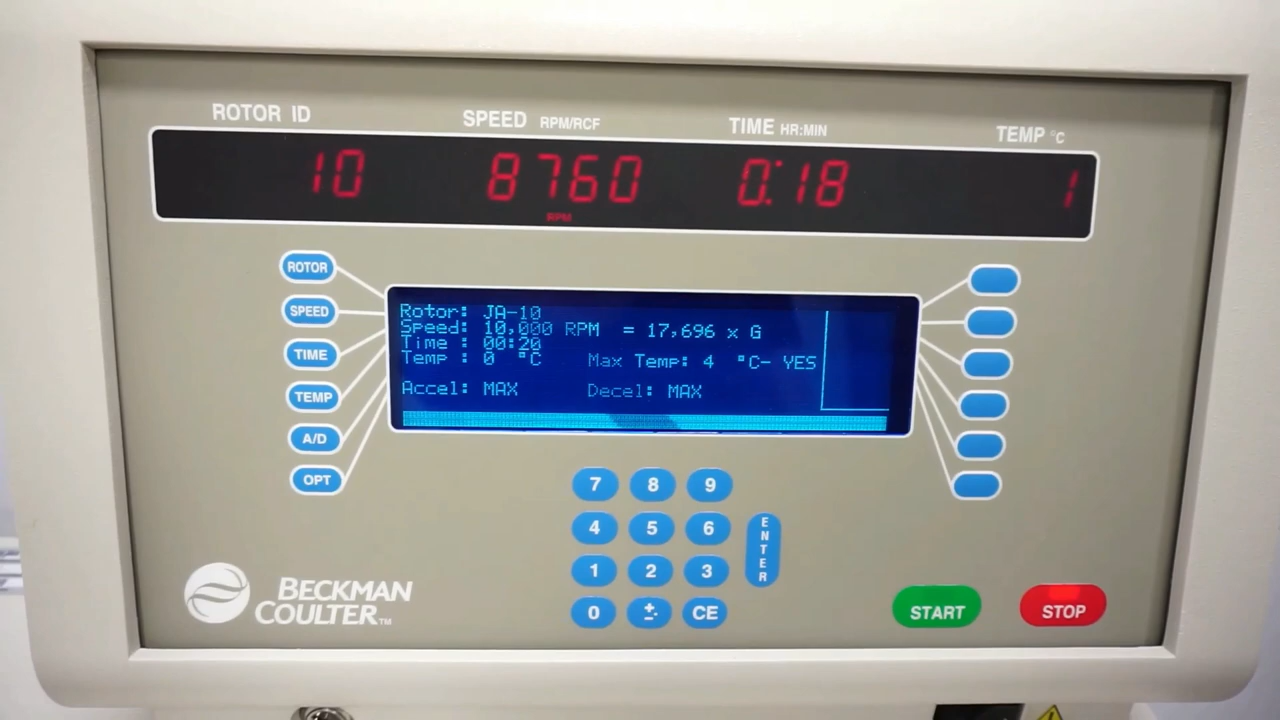 ROTOR ID SPEED RPM/RCF TIME HR:MIN TEMP °C
10 8760 0:18 1
RPM
ROTOR
SPEED
TIME
TEMP
A/D
OPT
Rotor: JA-10
Speed: 10,000 RPM = 17,696 x G
Time : 00:20
Temp : 0 °C Max Temp: 4 °C- YES
Accel: MAX Decel: MAX
7 8 9
4 5 6
1 2 3
0 +- CE
ENTER
BECKMAN
COULTER™
START STOP